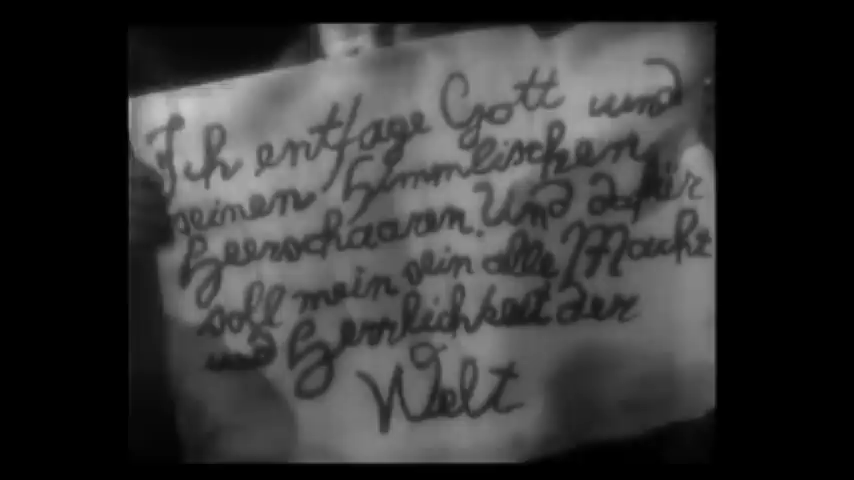 Ich entsage Gott und
seinen himmlischen
Heerschaaren. Und dafür
soll mein sein alle Macht
und Herrlichkeit der
Welt